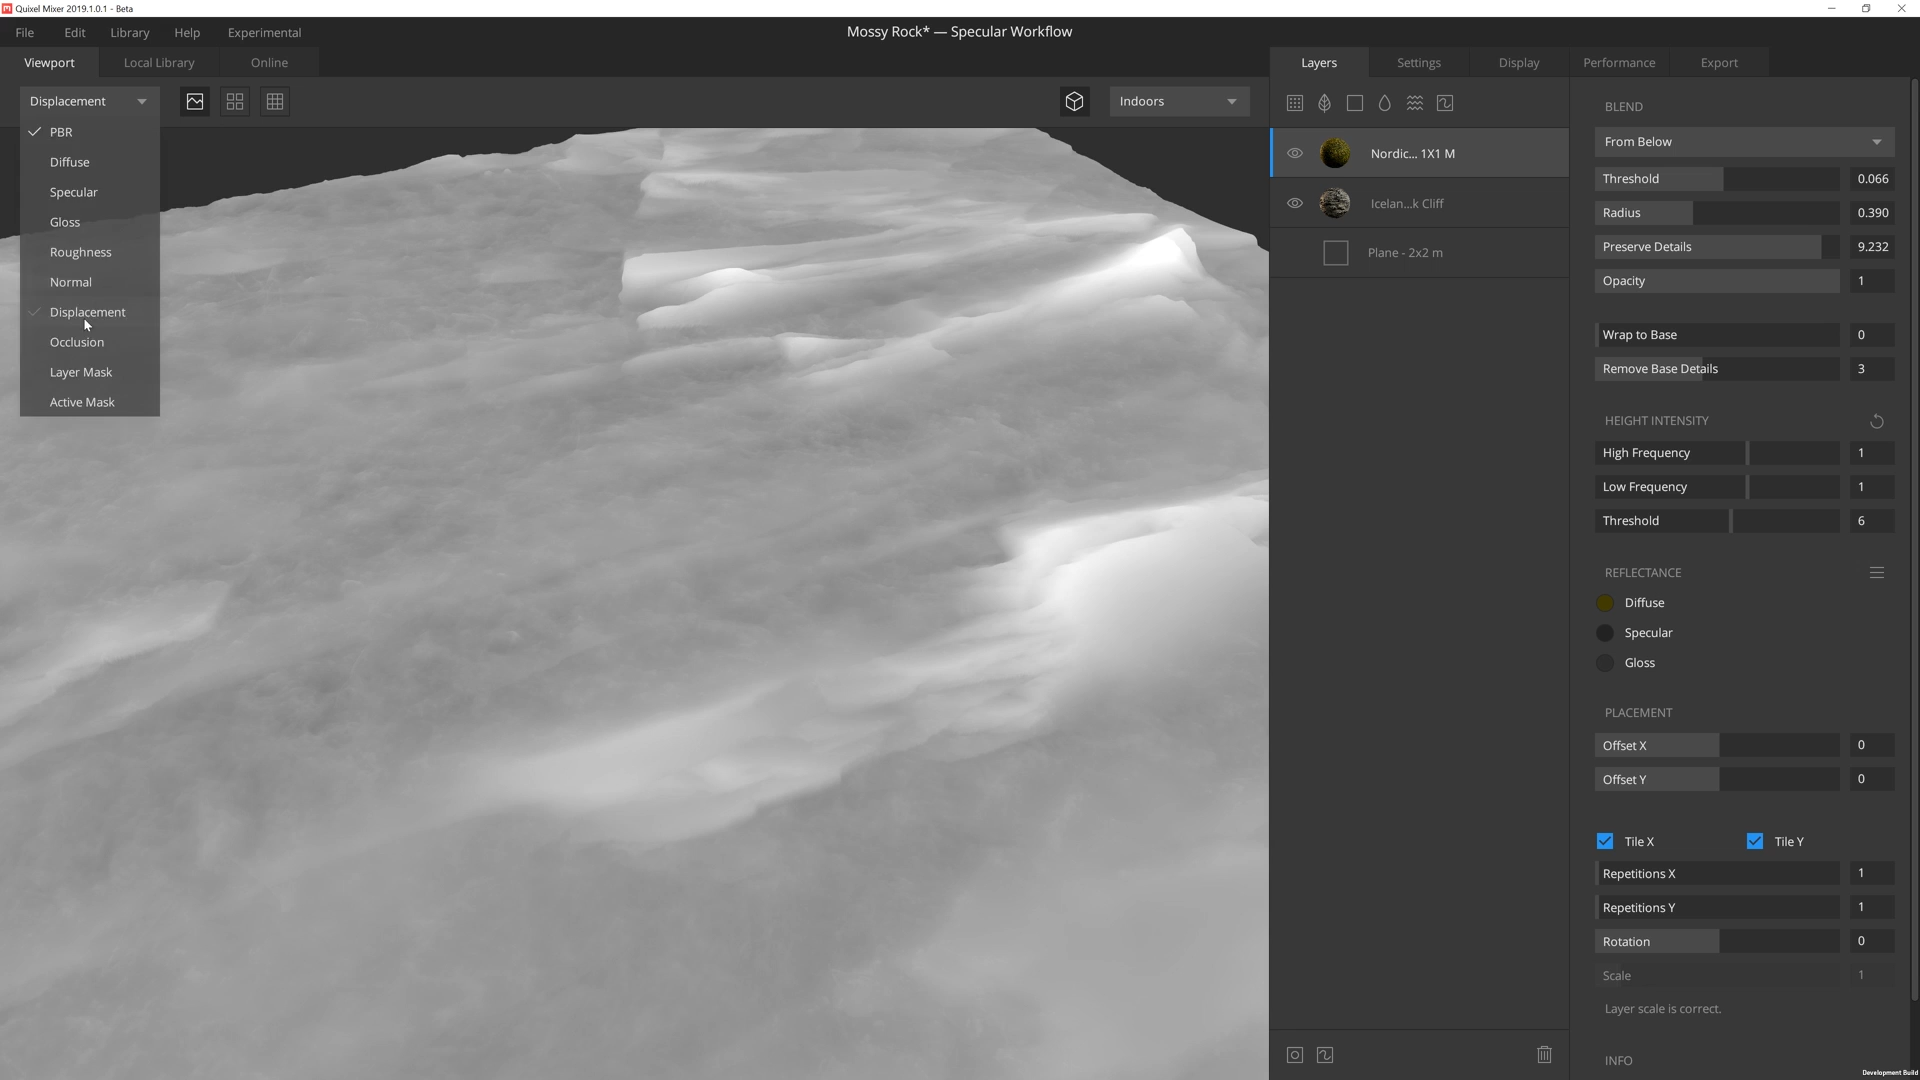 Quixel Mixer 2019.1.0.1 - Beta
File Edit Library Help Experimental
Mossy Rock* — Specular Workflow
Viewport Local Library Online
Layers Settings Display Performance Export
Displacement
Indoors
PBR
Diffuse
Specular
Gloss
Roughness
Normal
Displacement
Occlusion
Layer Mask
Active Mask
Nordic... 1X1 M
Icelan...k Cliff
Plane - 2x2 m
BLEND
From Below
Threshold 0.066
Radius 0.390
Preserve Details 9.232
Opacity 1
Wrap to Base 0
Remove Base Details 3
HEIGHT INTENSITY
High Frequency 1
Low Frequency 1
Threshold 6
REFLECTANCE
Diffuse
Specular
Gloss
PLACEMENT
Offset X 0
Offset Y 0
Tile X Tile Y
Repetitions X 1
Repetitions Y 1
Rotation 0
Scale 1
Layer scale is correct.
INFO
Development Build